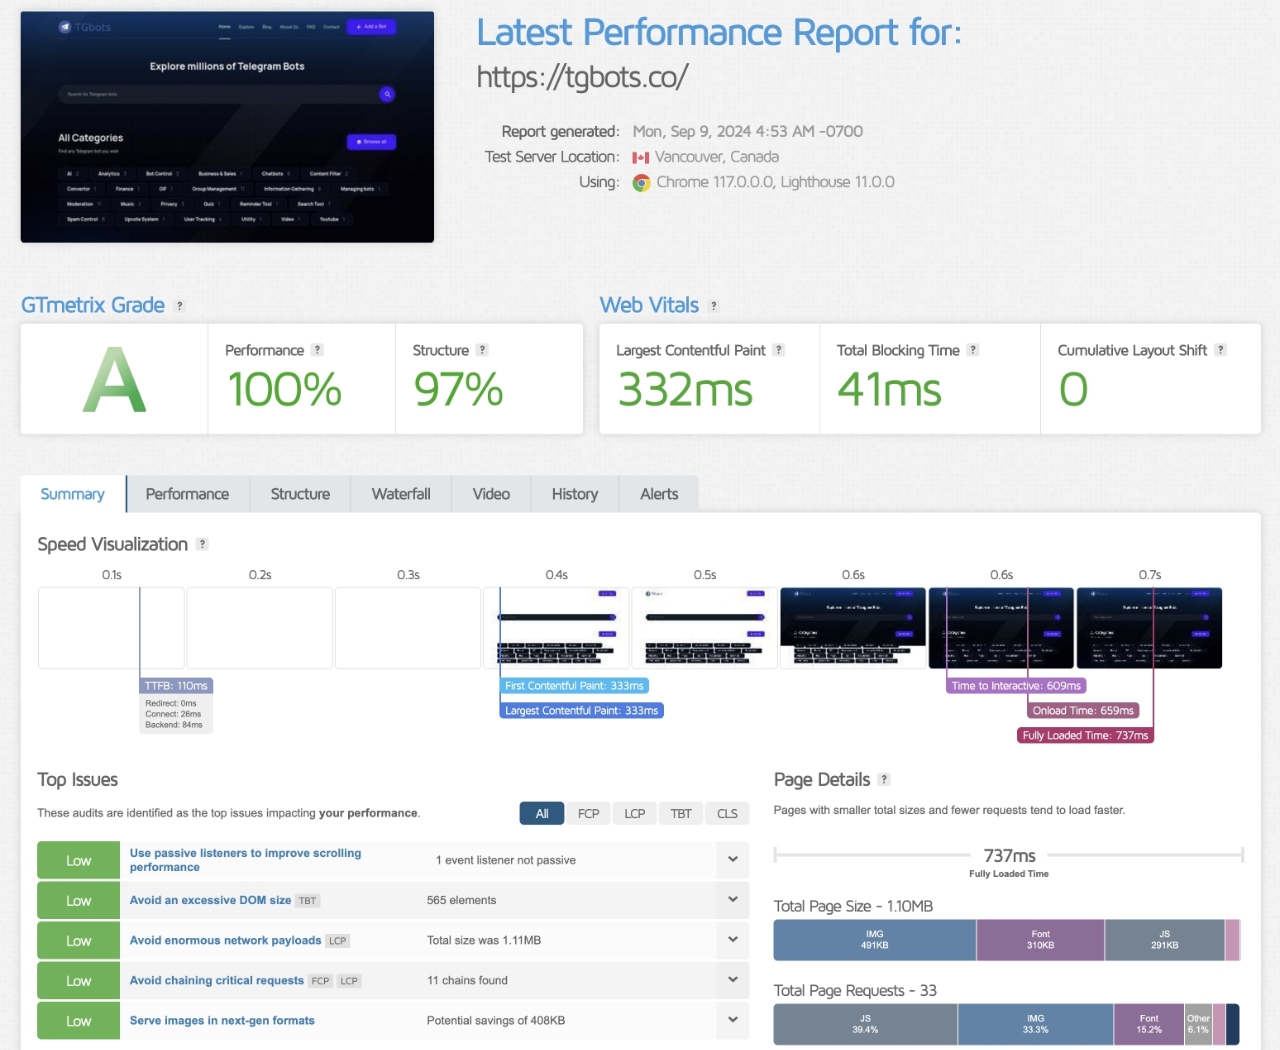 TGbots
Home Explore Blog About Us FAQ Contact + Add a Bot
Explore millions of Telegram Bots
Search for Telegram bots
All Categories
Find any Telegram bot you wish
Browse all
AI 2 Analytics Bot Control Business & Sales Chatbots Content Filter
Convertor Finance GIF Group Management 11 Information Gathering Managing bots
Moderation 11 Music Privacy Quiz Reminder Tool Search Tool
Spam Control Upvote System User Tracking Utility Video Youtube
Latest Performance Report for:
https://tgbots.co/
Report generated: Mon, Sep 9, 2024 4:53 AM -0700
Test Server Location: Vancouver, Canada
Using: Chrome 117.0.0.0, Lighthouse 11.0.0
GTmetrix Grade ?
A
Performance ?
100%
Structure ?
97%
Web Vitals ?
Largest Contentful Paint ?
332ms
Total Blocking Time ?
41ms
Cumulative Layout Shift ?
0
Summary Performance Structure Waterfall Video History Alerts
Speed Visualization ?
0.1s 0.2s 0.3s 0.4s 0.5s 0.6s 0.6s 0.7s
TTFB: 110ms
Redirect: 0ms
Connect: 26ms
Backend: 84ms
First Contentful Paint: 333ms
Largest Contentful Paint: 333ms
Time to Interactive: 609ms
Onload Time: 659ms
Fully Loaded Time: 737ms
Top Issues
These audits are identified as the top issues impacting your performance.
All FCP LCP TBT CLS
Low Use passive listeners to improve scrolling
performance 1 event listener not passive
Low Avoid an excessive DOM size TBT 565 elements
Low Avoid enormous network payloads LCP Total size was 1.11MB
Low Avoid chaining critical requests FCP LCP 11 chains found
Low Serve images in next-gen formats Potential savings of 408KB
Page Details ?
Pages with smaller total sizes and fewer requests tend to load faster.
737ms
Fully Loaded Time
Total Page Size - 1.10MB
IMG Font JS
491KB 310KB 291KB
Total Page Requests - 33
JS IMG Font Other
39.4% 33.3% 15.2% 6.1%